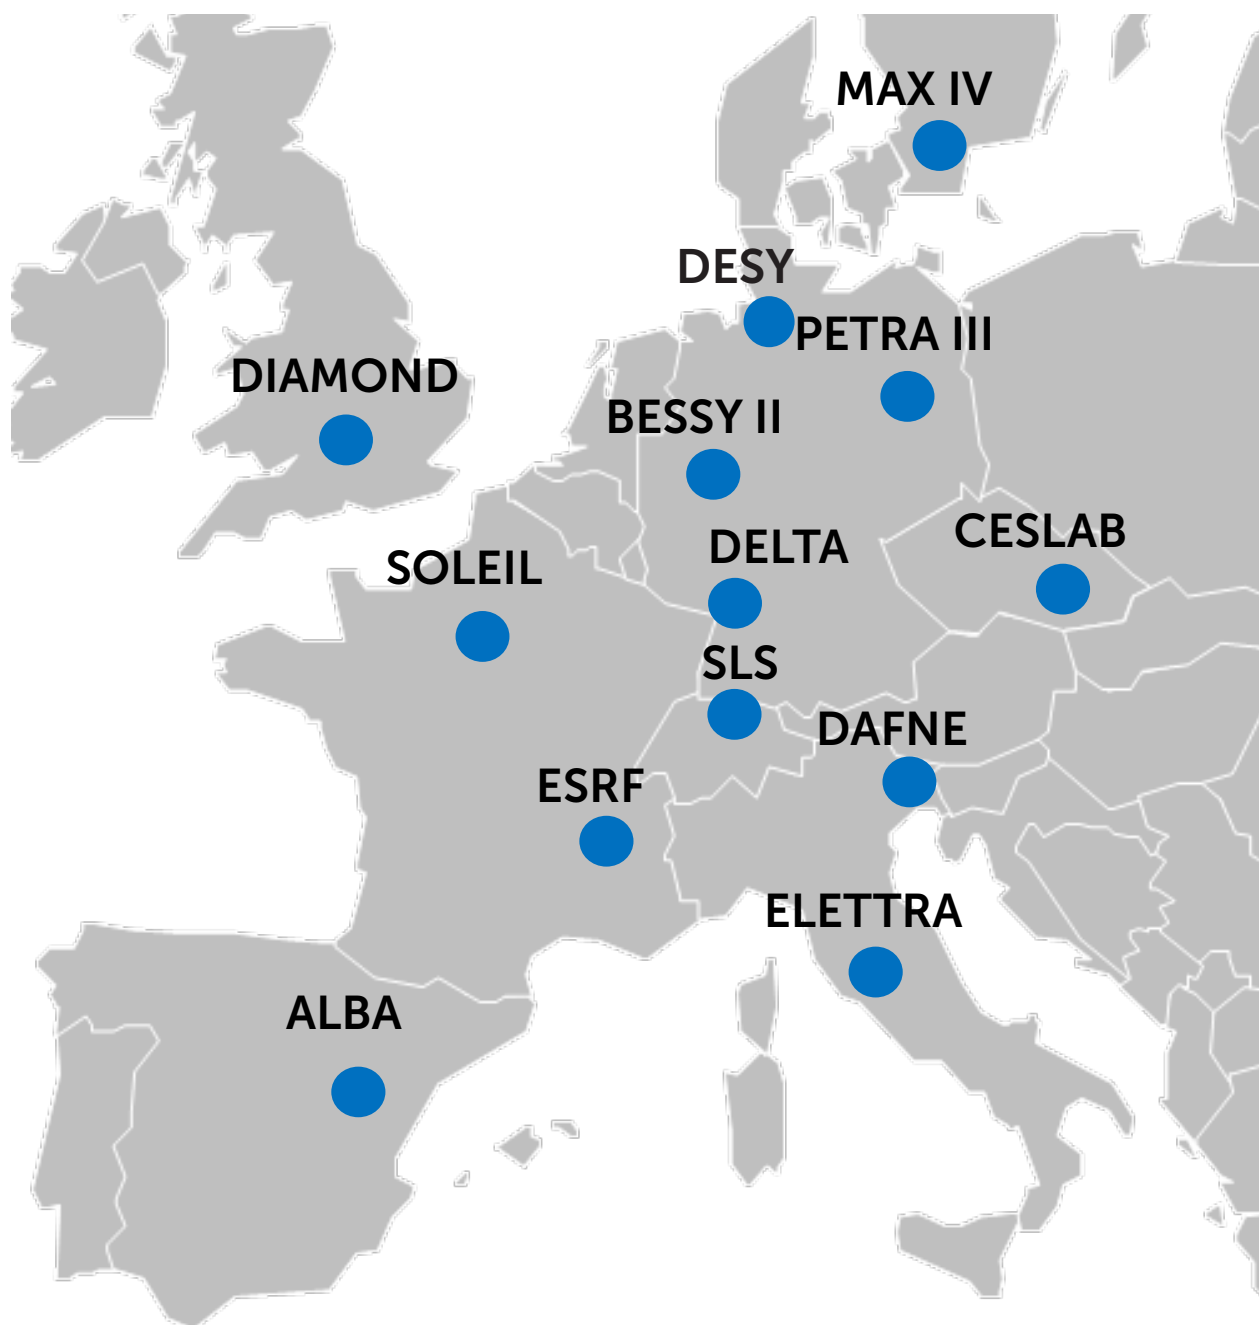 MAX IV
DESY
PETRA III
DIAMOND
BESSY II
CESLAB
DELTA
SOLEIL
SLS
DAFNE
ESRF
ELETTRA
ALBA